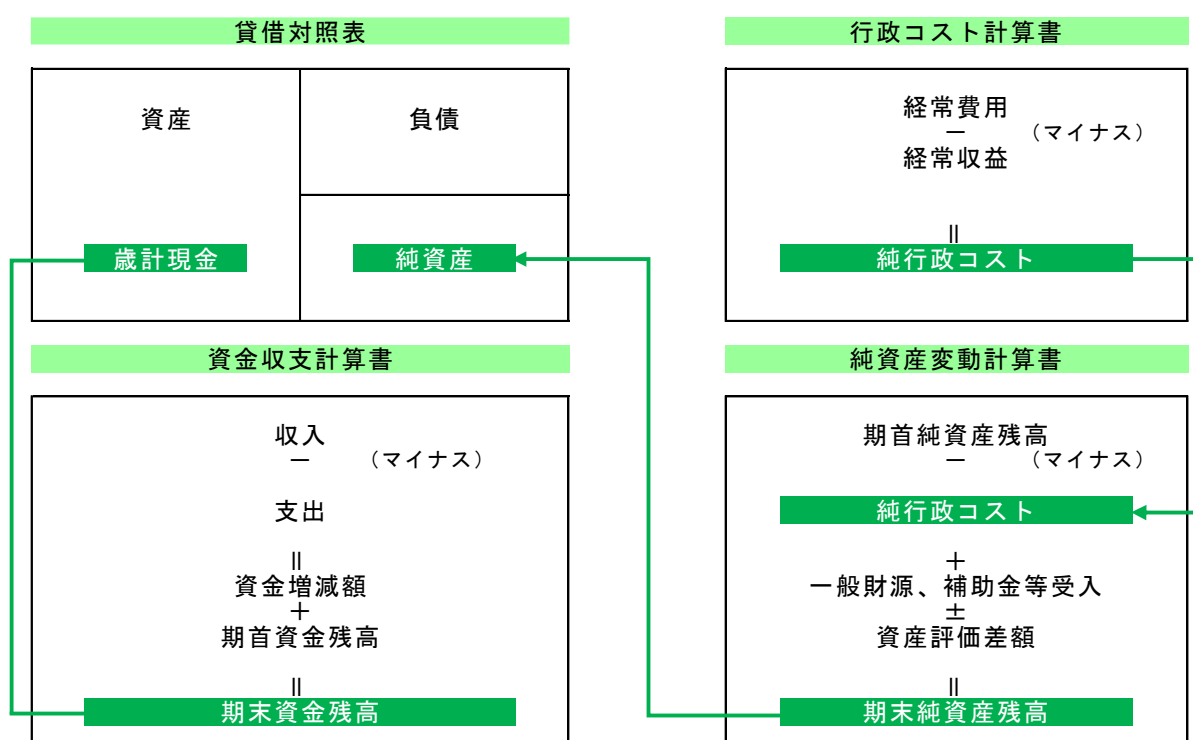 貸借対照表
資産
負債
歳計現金
純資産
行政コスト計算書
経常費用
－ （マイナス）
経常収益
＝
純行政コスト
資金収支計算書
収入
－ （マイナス）
支出
＝
資金増減額
＋
期首資金残高
＝
期末資金残高
純資産変動計算書
期首純資産残高
－ （マイナス）
純行政コスト
＋
一般財源、補助金等受入
±
資産評価差額
＝
期末純資産残高